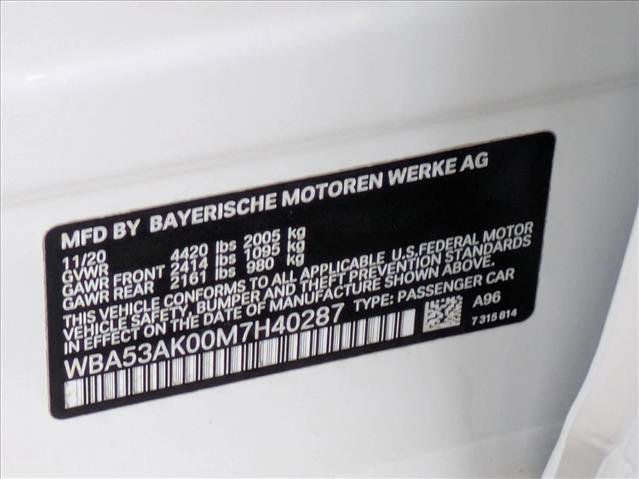 MFD BY BAYERISCHE MOTOREN WERKE AG
11/20
GVWR 4420 lbs 2005 kg
GAWR FRONT 2414 lbs 1095 kg
GAWR REAR 2161 lbs 980 kg
THIS VEHICLE CONFORMS TO ALL APPLICABLE U.S.FEDERAL MOTOR
VEHICLE SAFETY, BUMPER AND THEFT PREVENTION STANDARDS
IN EFFECT ON THE DATE OF MANUFACTURE SHOWN ABOVE.
WBA53AK00M7H40287 TYPE: PASSENGER CAR
A96
7 315 814